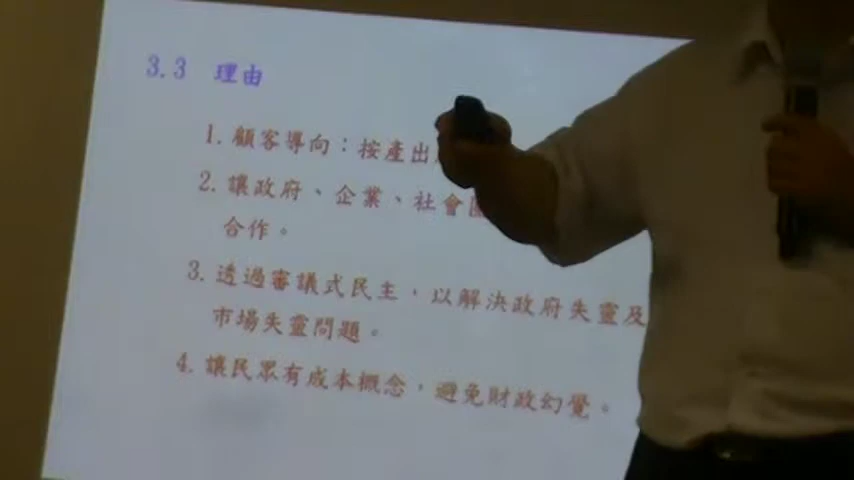 3.3 理由
1. 顧客導向：按產出
2. 讓政府、企業、社會團
合作。
3. 透過審議式民主，以解決政府失靈及
市場失靈問題。
4. 讓民眾有成本概念，避免財政幻覺。